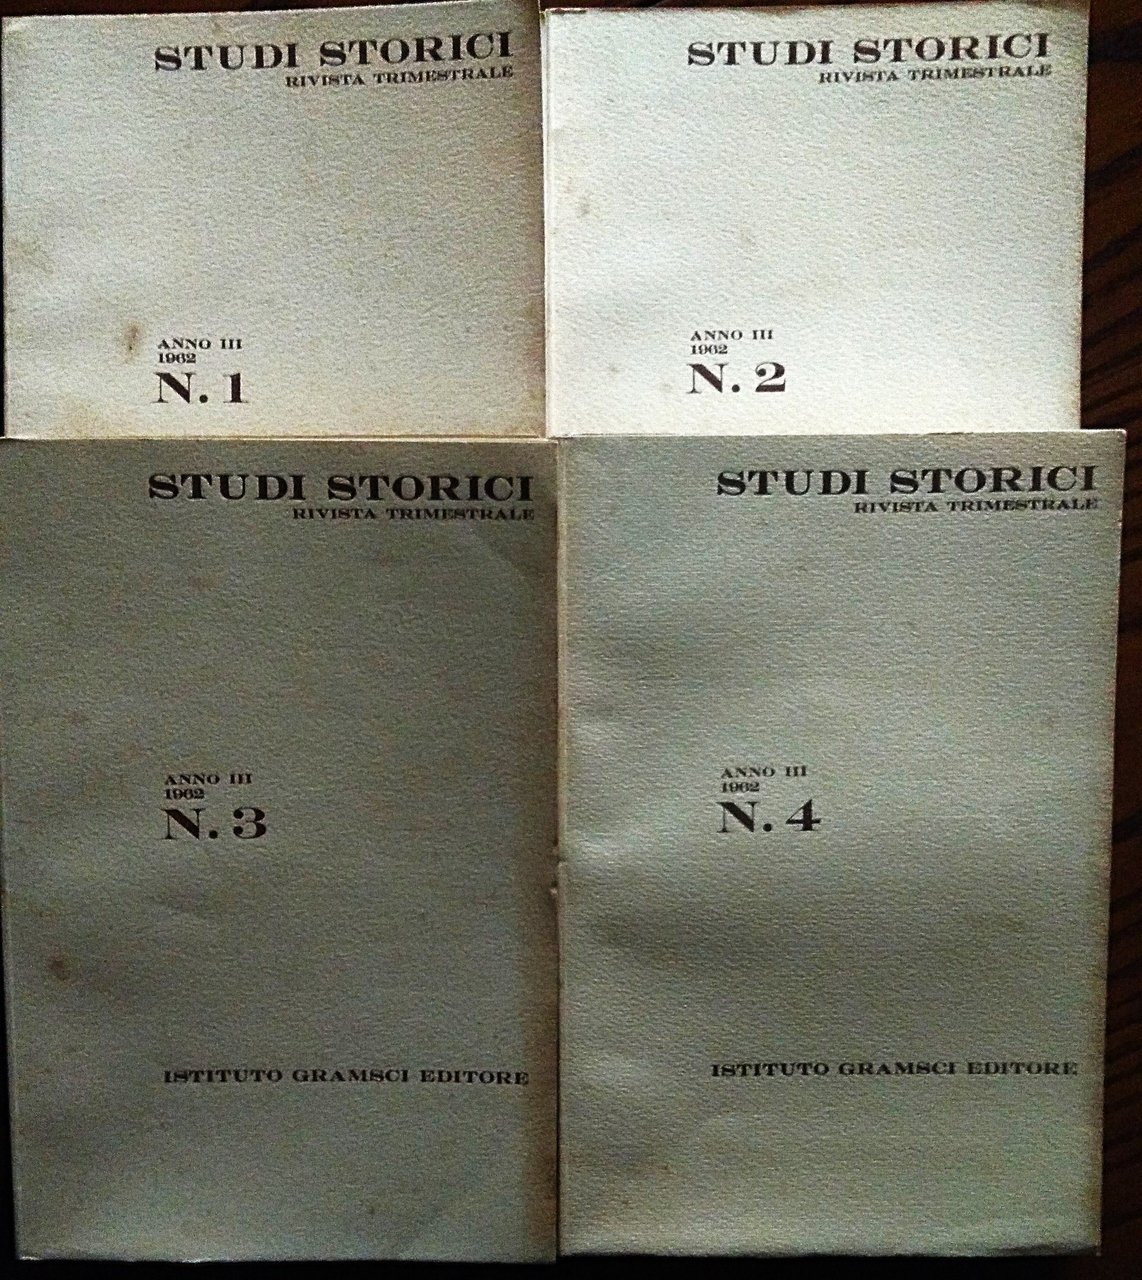 STUDI STORICI
RIVISTA TRIMESTRALE
ANNO III
1962
N. 1
STUDI STORICI
RIVISTA TRIMESTRALE
ANNO III
1962
N. 2
STUDI STORICI
RIVISTA TRIMESTRALE
ANNO III
1962
N. 3
ISTITUTO GRAMSCI EDITORE
STUDI STORICI
RIVISTA TRIMESTRALE
ANNO III
1962
N. 4
ISTITUTO GRAMSCI EDITORE